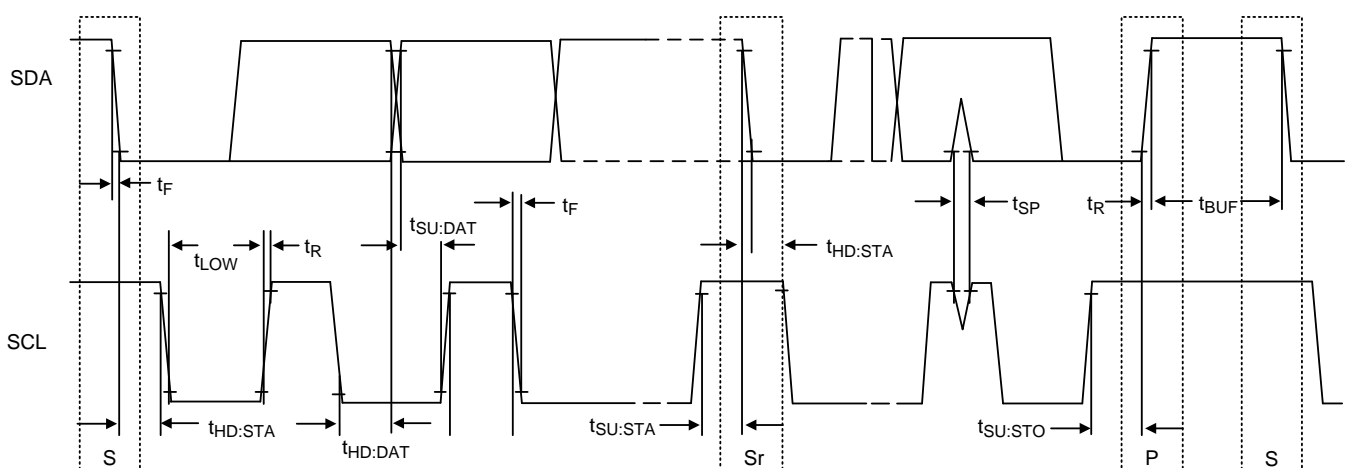 SDA
tF
tSU:DAT
tF
tSP
tR
tBUF
tLOW
tR
tHD:STA
SCL
tHD:STA
tHD:DAT
tSU:STA
tSU:STO
S
Sr
P
S